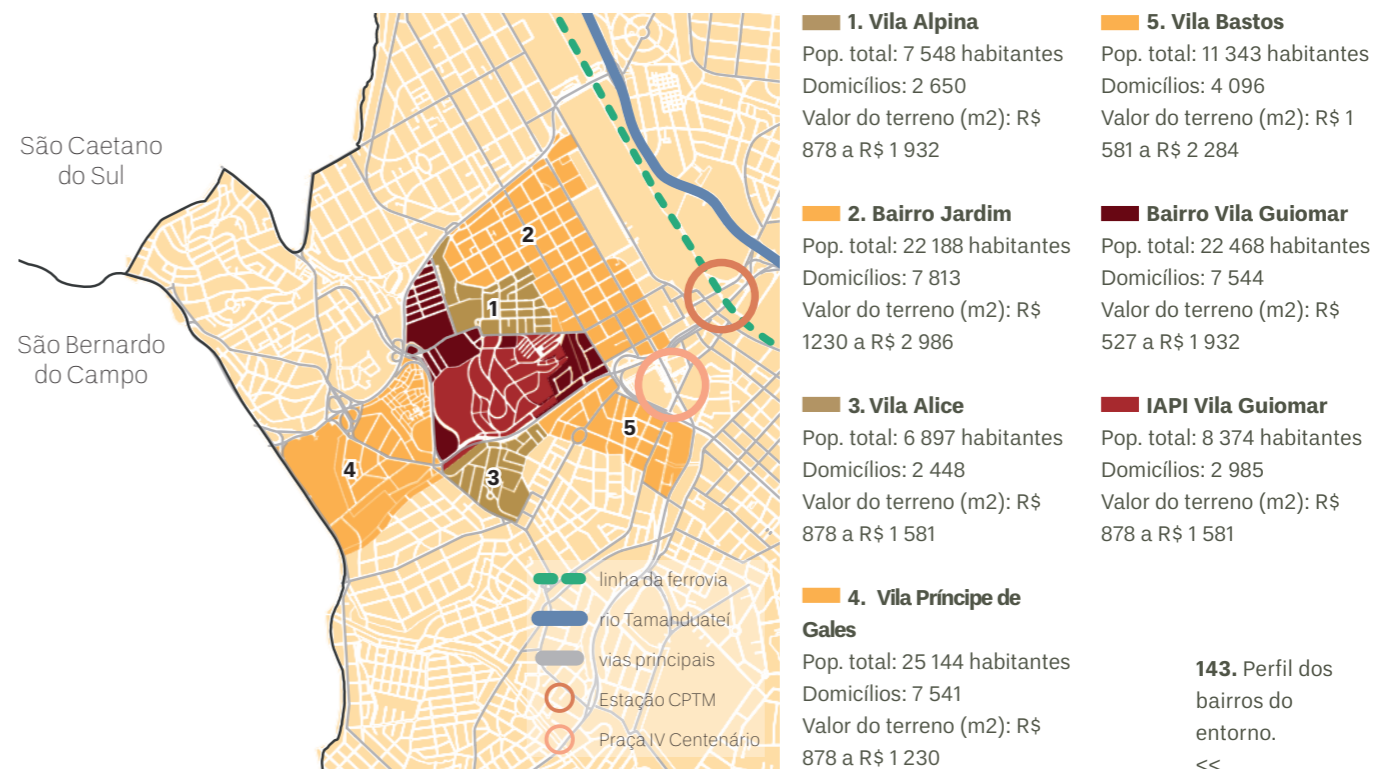 São Caetano
do Sul
São Bernardo
do Campo
2
1
5
4
3
linha da ferrovia
rio Tamanduateí
vias principais
Estação CPTM
Praça IV Centenário
1. Vila Alpina
Pop. total: 7 548 habitantes
Domicílios: 2 650
Valor do terreno (m2): R$
878 a R$ 1 932
2. Bairro Jardim
Pop. total: 22 188 habitantes
Domicílios: 7 813
Valor do terreno (m2): R$
1230 a R$ 2 986
3. Vila Alice
Pop. total: 6 897 habitantes
Domicílios: 2 448
Valor do terreno (m2): R$
878 a R$ 1 581
4. Vila Príncipe de
Gales
Pop. total: 25 144 habitantes
Domicílios: 7 541
Valor do terreno (m2): R$
878 a R$ 1 230
5. Vila Bastos
Pop. total: 11 343 habitantes
Domicílios: 4 096
Valor do terreno (m2): R$ 1
581 a R$ 2 284
Bairro Vila Guiomar
Pop. total: 22 468 habitantes
Domicílios: 7 544
Valor do terreno (m2): R$
527 a R$ 1 932
IAPI Vila Guiomar
Pop. total: 8 374 habitantes
Domicílios: 2 985
Valor do terreno (m2): R$
878 a R$ 1 581
143. Perfil dos
bairros do
entorno.
<<